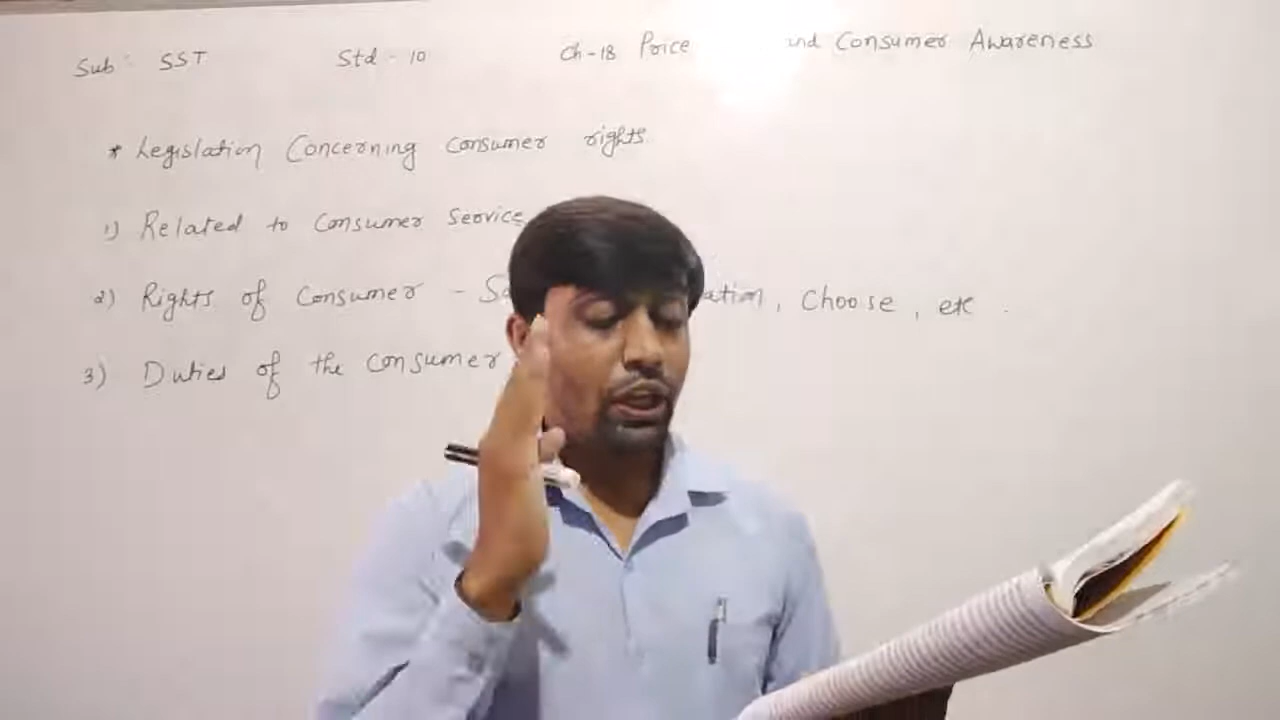 Sub : SST Std - 10 Ch-18 Price and Consumer Awareness
* Legislation Concerning Consumer rights
1) Related to Consumer Service
2) Rights of Consumer - , Choose , etc .
3) Duties of the Consumer